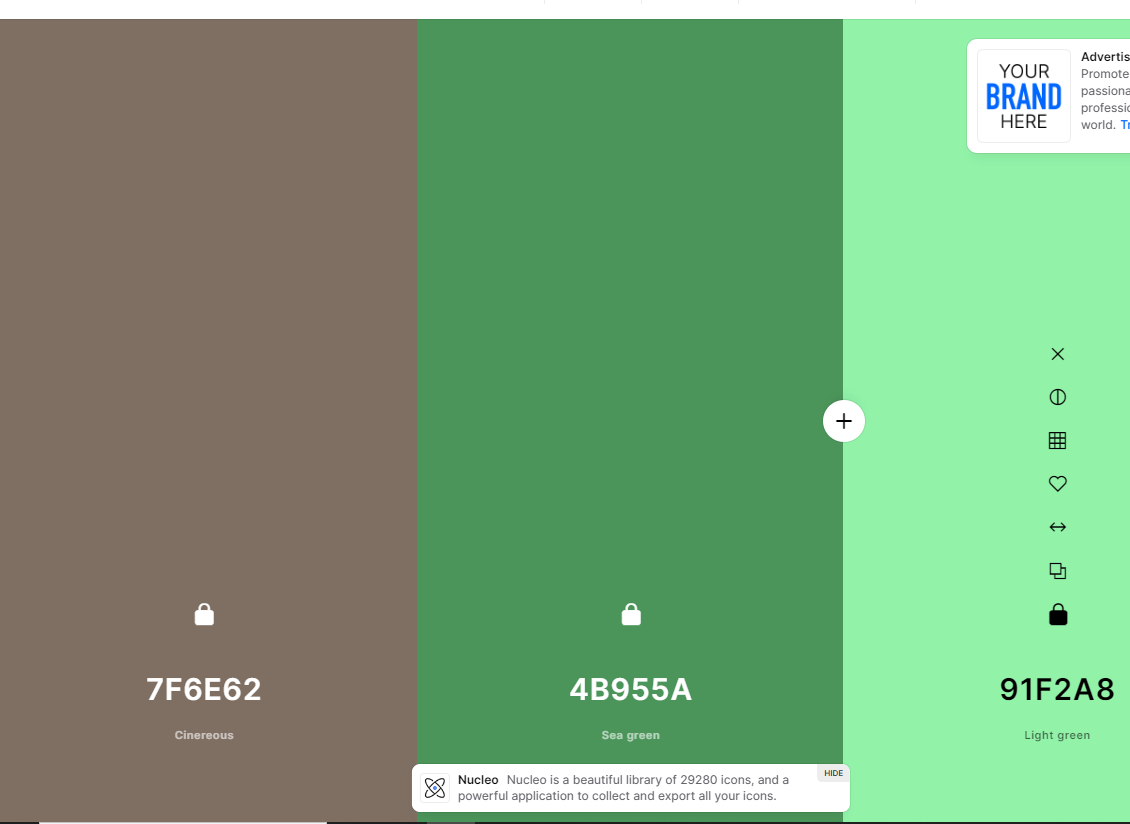 YOUR
BRAND
HERE
Advertis
Promote
passiona
professio
world. Tr
7F6E62
Cinereous
4B955A
Sea green
91F2A8
Light green
Nucleo Nucleo is a beautiful library of 29280 icons, and a
powerful application to collect and export all your icons.
HIDE